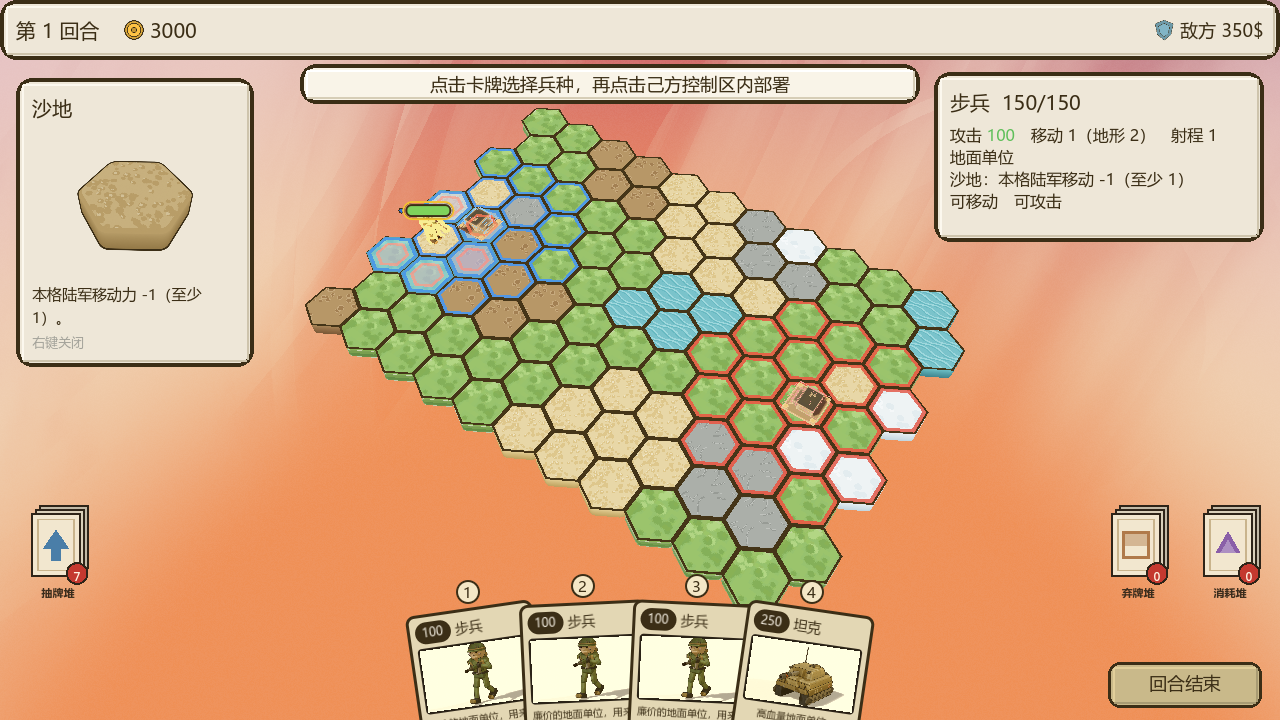 第 1 回合
3000
敌方 350$
点击卡牌选择兵种，再点击己方控制区内部署
沙地
本格陆军移动力 -1（至少
1）。
右键关闭
步兵 150/150
攻击 100 移动 1（地形 2） 射程 1
地面单位
沙地：本格陆军移动 -1（至少 1）
可移动 可攻击
7
抽牌堆
0
弃牌堆
0
消耗堆
1
100 步兵
2
100 步兵
廉价的地面单位，用来
3
100 步兵
廉价的地面单位，用来
4
250 坦克
高血量地面单位
回合结束